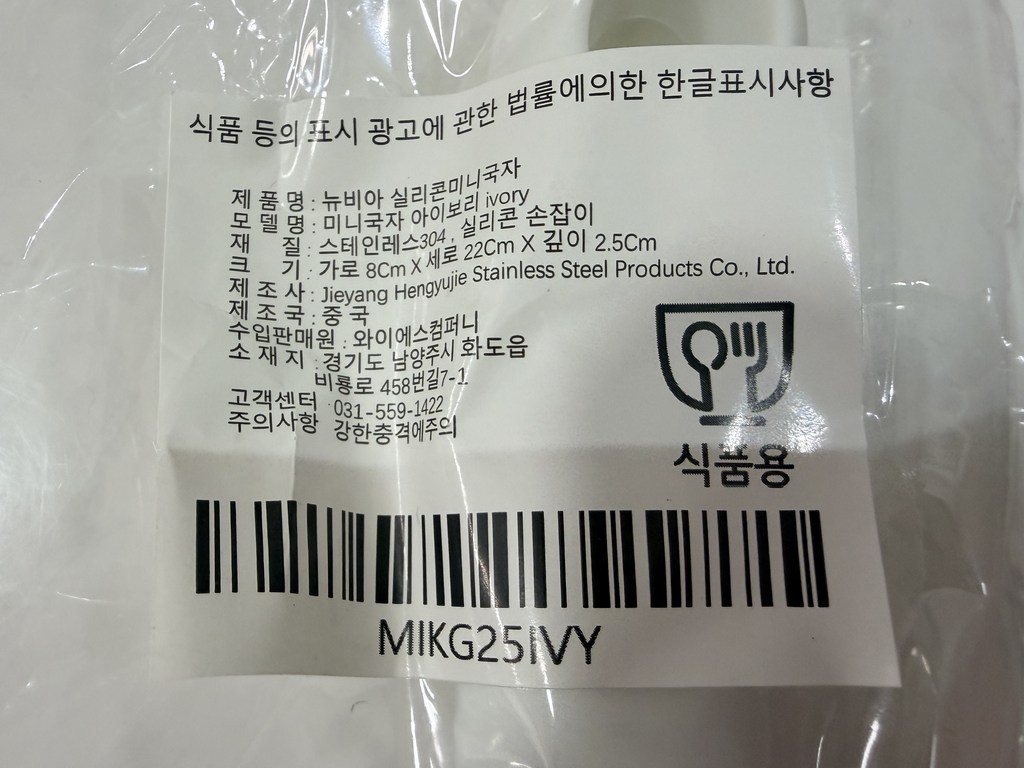 식품 등의 표시 광고에 관한 법률에의한 한글표시사항
제 품 명 : 뉴비아 실리콘미니국자
모 델 명 : 미니국자 아이보리 ivory
재 질 : 스테인레스304 , 실리콘 손잡이
크 기 : 가로 8Cm X 세로 22Cm X 깊이 2.5Cm
제 조 사 : Jieyang Hengyujie Stainless Steel Products Co., Ltd.
제 조 국 : 중 국
수입판매원 : 와이에스컴퍼니
소 재 지 : 경기도 남양주시 화도읍
비룡로 458번길7-1
고객센터 : 031-559-1422
주의사항 강한충격에주의
식품용
MIKG25IVY